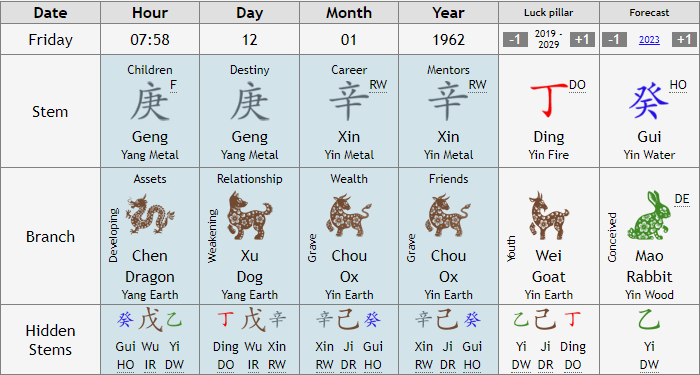 Date Hour Day Month Year Luck pillar Forecast
Friday 07:58 12 01 1962 -1 2019 - 2029 +1 -1 2023 +1
Children Destiny Career Mentors
Stem 庚 F 庚 辛 RW 辛 RW 丁 DO 癸 HO
Geng Geng Xin Xin Ding Gui
Yang Metal Yang Metal Yin Metal Yin Metal Yin Fire Yin Water
Assets Relationship Wealth Friends
Branch Developing Weakening Grave Grave Youth Conceived DE
Chen Xu Chou Chou Wei Mao
Dragon Dog Ox Ox Goat Rabbit
Yang Earth Yang Earth Yin Earth Yin Earth Yin Earth Yin Wood
Hidden Stems 癸 戊 乙 丁 戊 辛 辛 己 癸 辛 己 癸 乙 己 丁 乙
Gui Wu Yi Ding Wu Xin Xin Ji Gui Xin Ji Gui Yi Ji Ding Yi
HO IR DW DO IR RW RW DR HO RW DR HO DW DR DO DW